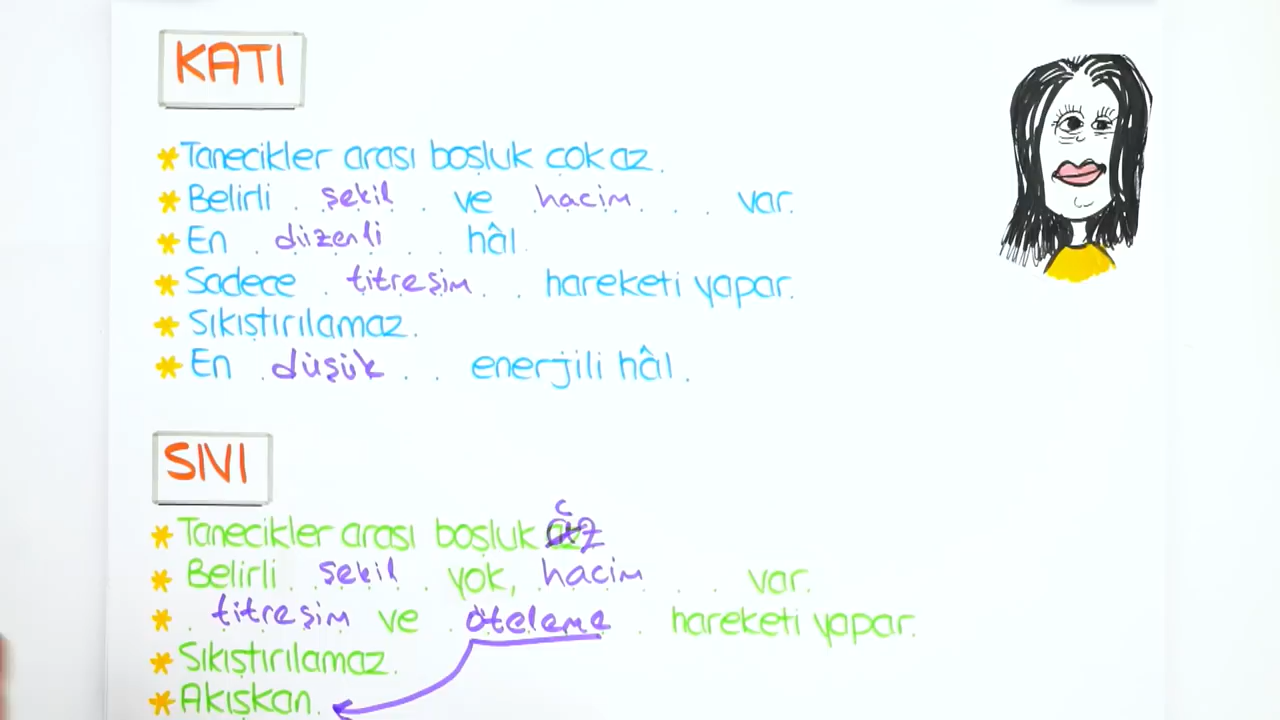 KATI
* Tanecikler arası boşluk çok az.
* Belirli . şekil . ve hacim . . . var.
* En . düzenli . . hâl.
* Sadece . titreşim . . hareketi yapar.
* Sıkıştırılamaz.
* En . düşük . . enerjili hâl.
SIVI
* Tanecikler arası boşluk az
* Belirli . şekil . yok, hacim . . . var.
* . titreşim ve . öteleme . hareketi yapar.
* Sıkıştırılamaz.
* Akışkan.